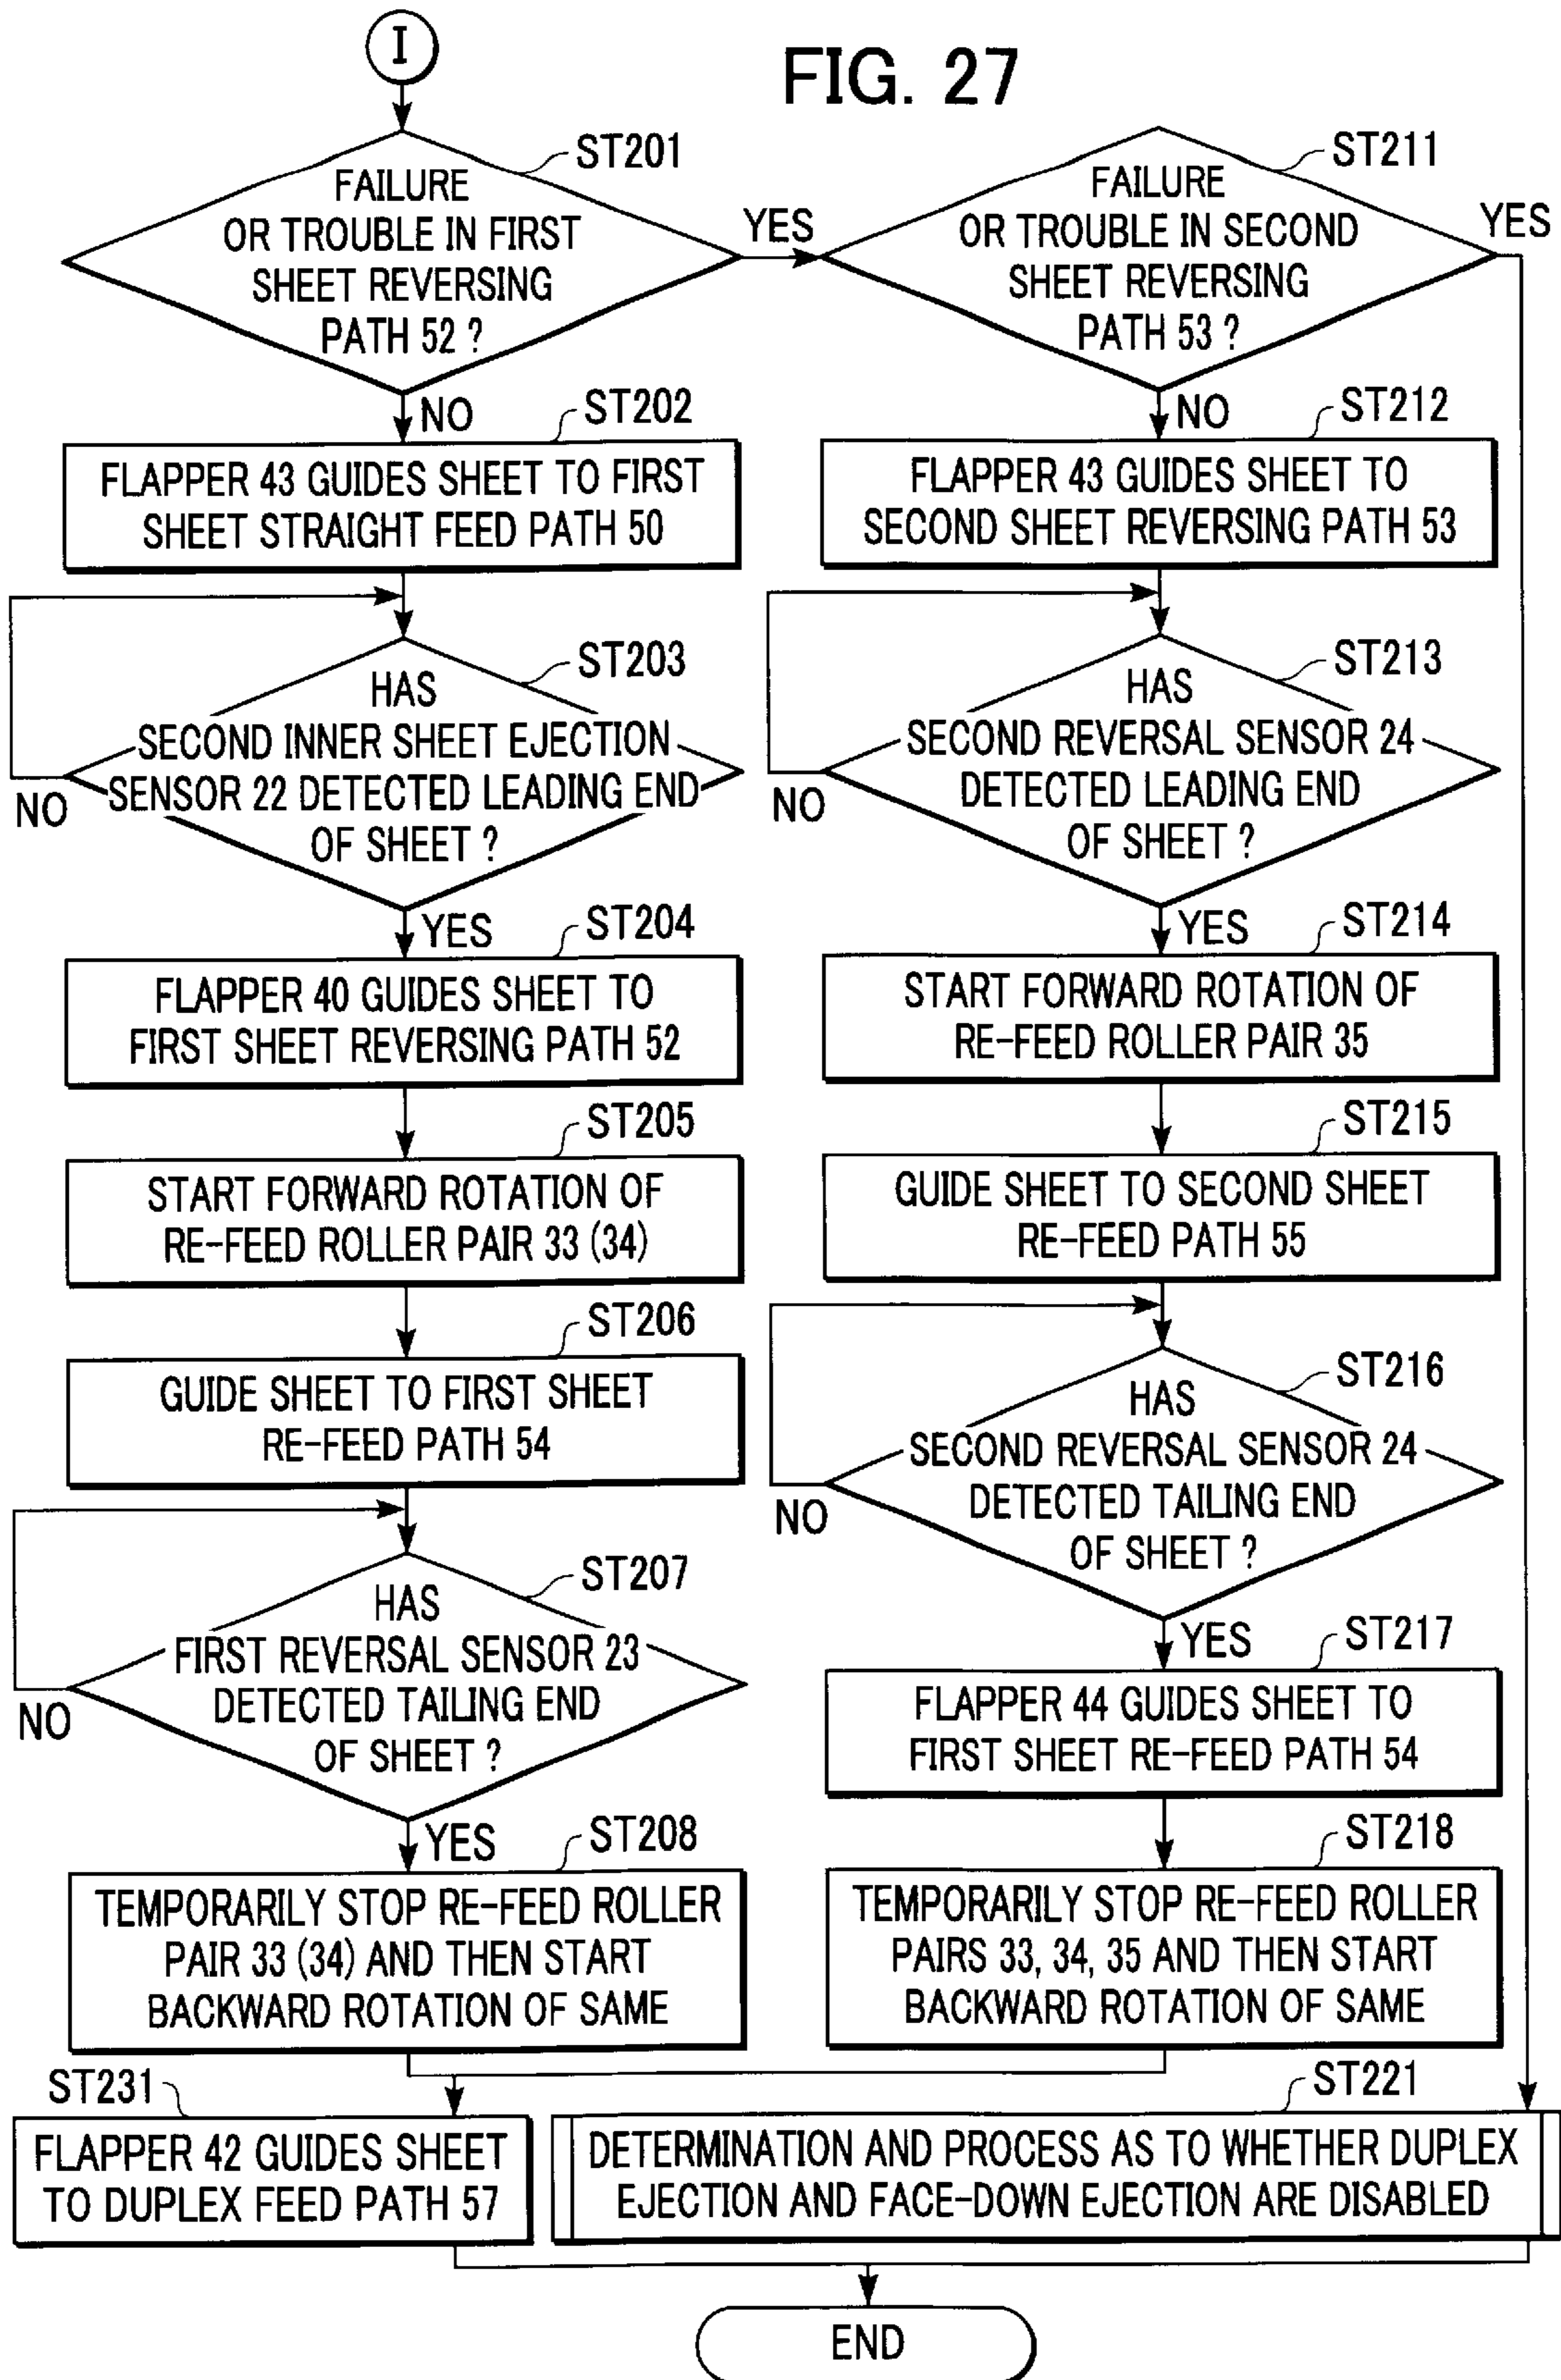 I
FIG. 27
ST201
FAILURE
OR TROUBLE IN FIRST
SHEET REVERSING
PATH 52 ?
YES
NO
ST202
FLAPPER 43 GUIDES SHEET TO FIRST
SHEET STRAIGHT FEED PATH 50
ST203
HAS
SECOND INNER SHEET EJECTION
SENSOR 22 DETECTED LEADING END
OF SHEET ?
NO
YES
ST204
FLAPPER 40 GUIDES SHEET TO
FIRST SHEET REVERSING PATH 52
ST205
START FORWARD ROTATION OF
RE-FEED ROLLER PAIR 33 (34)
ST206
GUIDE SHEET TO FIRST SHEET
RE-FEED PATH 54
ST207
HAS
FIRST REVERSAL SENSOR 23
DETECTED TAILING END
OF SHEET ?
NO
YES
ST208
TEMPORARILY STOP RE-FEED ROLLER
PAIR 33 (34) AND THEN START
BACKWARD ROTATION OF SAME
ST211
FAILURE
OR TROUBLE IN SECOND
SHEET REVERSING
PATH 53 ?
YES
NO
ST212
FLAPPER 43 GUIDES SHEET TO
SECOND SHEET REVERSING PATH 53
ST213
HAS
SECOND REVERSAL SENSOR 24
DETECTED LEADING END
OF SHEET ?
NO
YES
ST214
START FORWARD ROTATION OF
RE-FEED ROLLER PAIR 35
ST215
GUIDE SHEET TO SECOND SHEET
RE-FEED PATH 55
ST216
HAS
SECOND REVERSAL SENSOR 24
DETECTED TAILING END
OF SHEET ?
NO
YES
ST217
FLAPPER 44 GUIDES SHEET TO
FIRST SHEET RE-FEED PATH 54
ST218
TEMPORARILY STOP RE-FEED ROLLER
PAIRS 33, 34, 35 AND THEN START
BACKWARD ROTATION OF SAME
ST231
FLAPPER 42 GUIDES SHEET
TO DUPLEX FEED PATH 57
ST221
DETERMINATION AND PROCESS AS TO WHETHER DUPLEX
EJECTION AND FACE-DOWN EJECTION ARE DISABLED
END